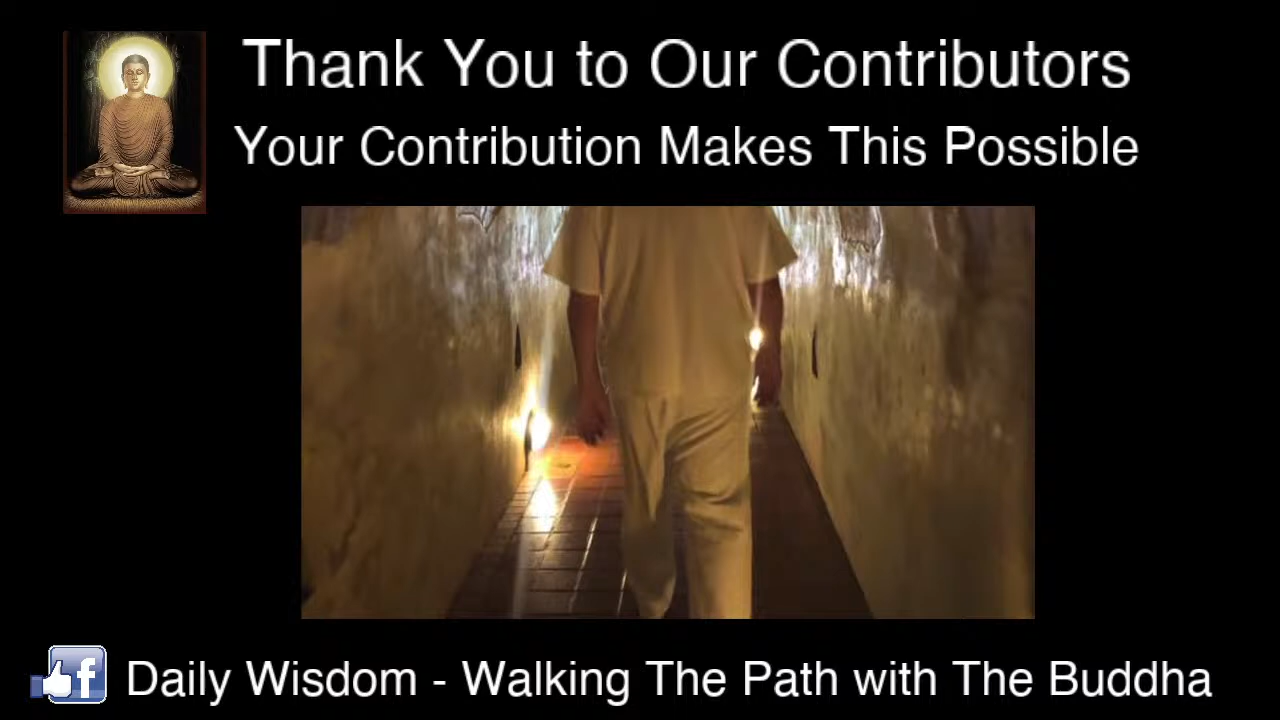 Thank You to Our Contributors
Your Contribution Makes This Possible
f
Daily Wisdom - Walking The Path with The Buddha